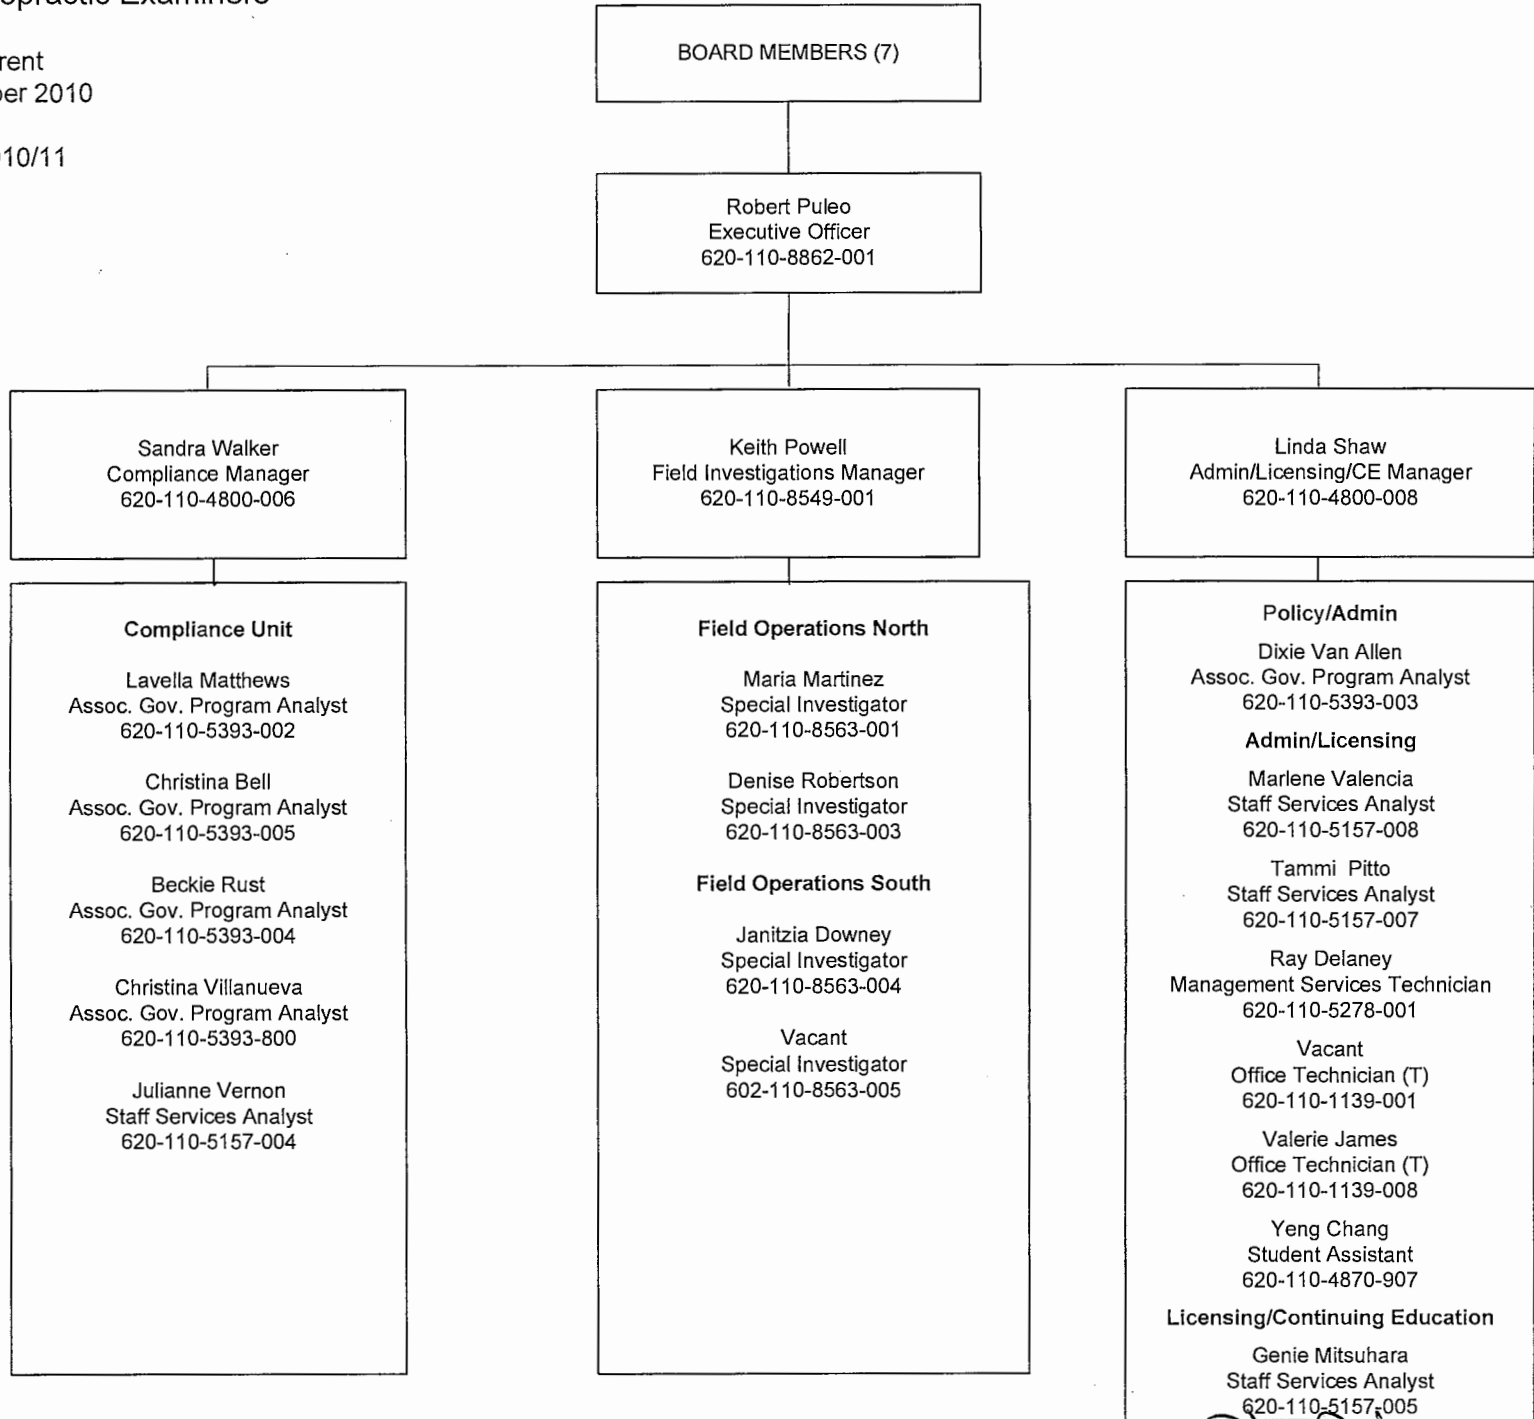 Examiners
2010
10/11
BOARD MEMBERS (7)
Robert Puleo
Executive Officer
620-110-8862-001
Sandra Walker
Compliance Manager
620-110-4800-006
Keith Powell
Field Investigations Manager
620-110-8549-001
Linda Shaw
Admin/Licensing/CE Manager
620-110-4800-008
Compliance Unit
Lavella Matthews
Assoc. Gov. Program Analyst
620-110-5393-002
Christina Bell
Assoc. Gov. Program Analyst
620-110-5393-005
Beckie Rust
Assoc. Gov. Program Analyst
620-110-5393-004
Christina Villanueva
Assoc. Gov. Program Analyst
620-110-5393-800
Julianne Vernon
Staff Services Analyst
620-110-5157-004
Field Operations North
Maria Martinez
Special Investigator
620-110-8563-001
Denise Robertson
Special Investigator
620-110-8563-003
Field Operations South
Janitzia Downey
Special Investigator
620-110-8563-004
Vacant
Special Investigator
602-110-8563-005
Policy/Admin
Dixie Van Allen
Assoc. Gov. Program Analyst
620-110-5393-003
Admin/Licensing
Marlene Valencia
Staff Services Analyst
620-110-5157-008
Tammi Pitto
Staff Services Analyst
620-110-5157-007
Ray Delaney
Management Services Technician
620-110-5278-001
Vacant
Office Technician (T)
620-110-1139-001
Valerie James
Office Technician (T)
620-110-1139-008
Yeng Chang
Student Assistant
620-110-4870-907
Licensing/Continuing Education
Genie Mitsuhara
Staff Services Analyst
620-110-5157-005